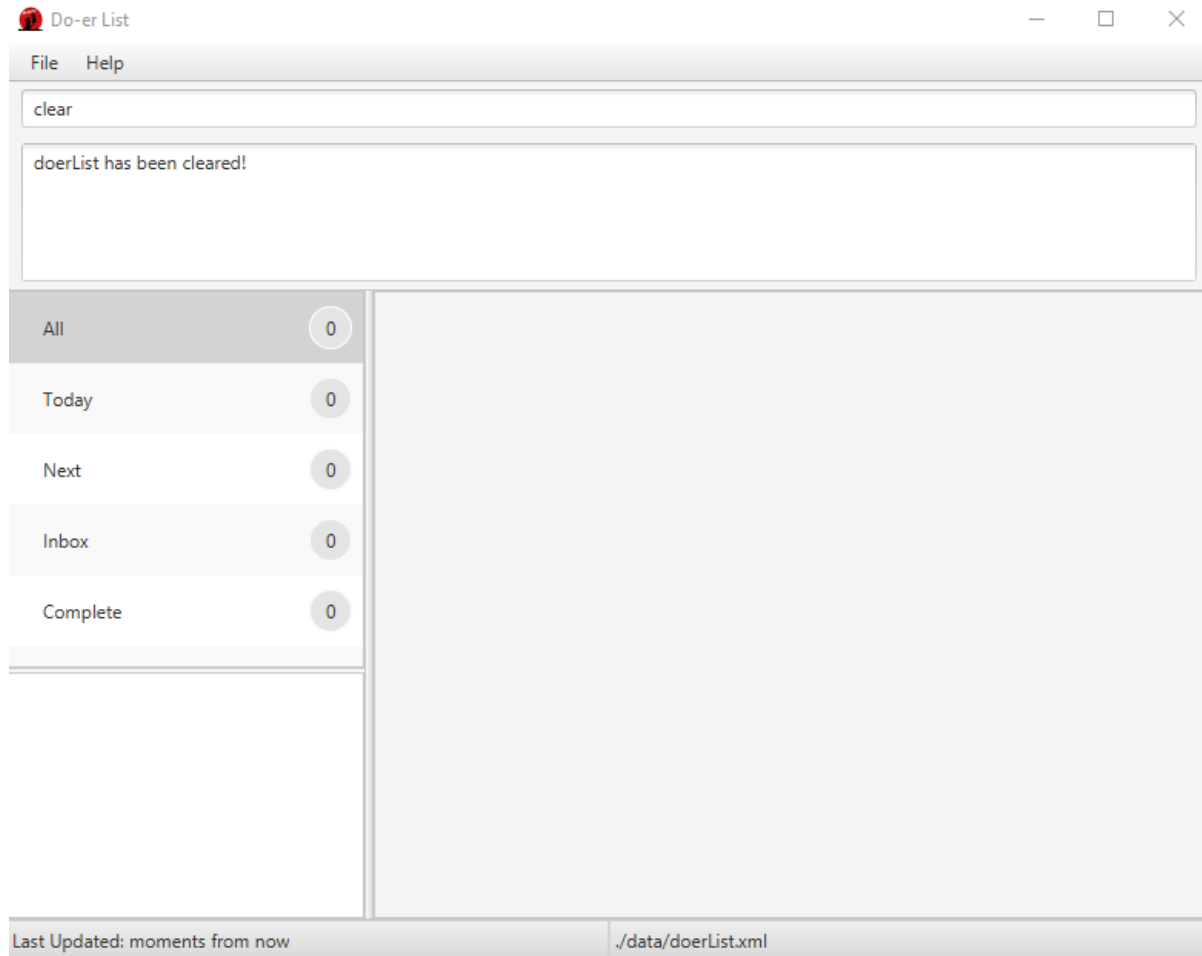 Do-er List
File Help
clear
doerList has been cleared!
All 0
Today 0
Next 0
Inbox 0
Complete 0
Last Updated: moments from now ./data/doerList.xml